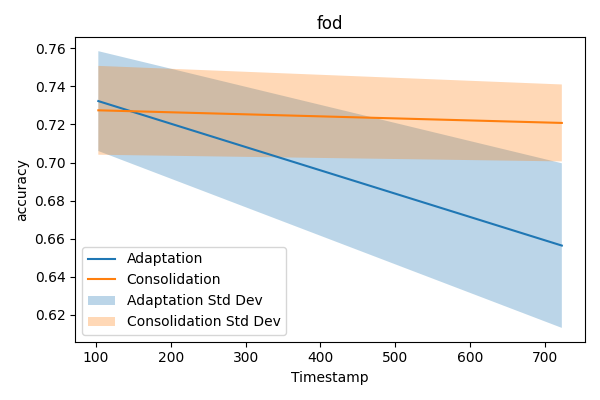 fod
0.76
0.74
0.72
0.70
0.68
0.66
0.64
0.62
accuracy
Adaptation
Consolidation
Adaptation Std Dev
Consolidation Std Dev
100 200 300 400 500 600 700
Timestamp